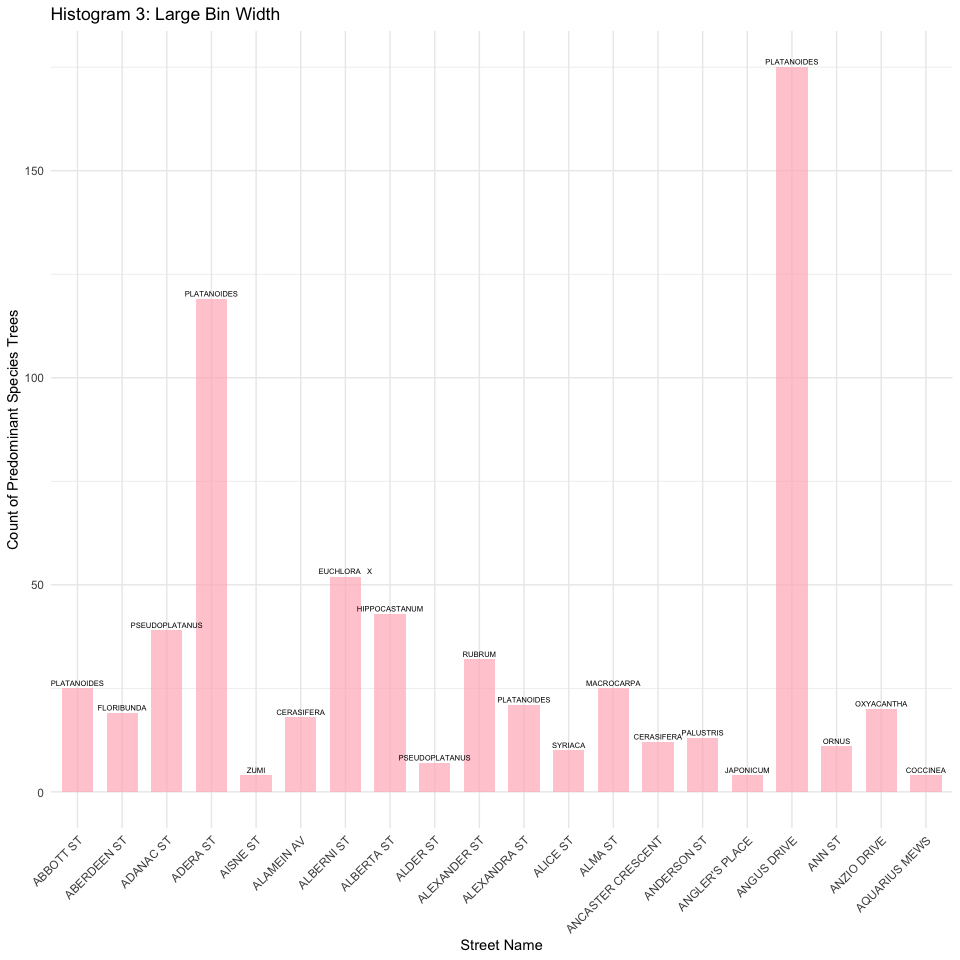 Histogram 3: Large Bin Width
Count of Predominant Species Trees
150
100
50
0
PLATANOIDES
FLORIBUNDA
PSEUDOPLATANUS
PLATANOIDES
ZUMI
CERASIFERA
EUCHLORA   X
HIPPOCASTANUM
PSEUDOPLATANUS
RUBRUM
PLATANOIDES
SYRIACA
MACROCARPA
CERASIFERA
PALUSTRIS
JAPONICUM
PLATANOIDES
ORNUS
OXYACANTHA
COCCINEA
ABBOTT ST
ABERDEEN ST
ADANAC ST
ADERA ST
AISNE ST
ALAMEIN AV
ALBERNI ST
ALBERTA ST
ALDER ST
ALEXANDER ST
ALEXANDRA ST
ALICE ST
ALMA ST
ANCASTER CRESCENT
ANDERSON ST
ANGLER'S PLACE
ANGUS DRIVE
ANN ST
ANZIO DRIVE
AQUARIUS MEWS
Street Name